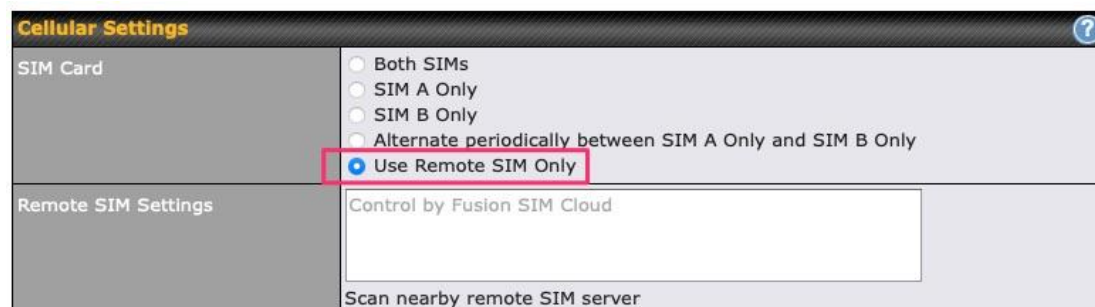 Cellular Settings
?
SIM Card
Both SIMs
SIM A Only
SIM B Only
Alternate periodically between SIM A Only and SIM B Only
Use Remote SIM Only
Remote SIM Settings
Control by Fusion SIM Cloud
Scan nearby remote SIM server